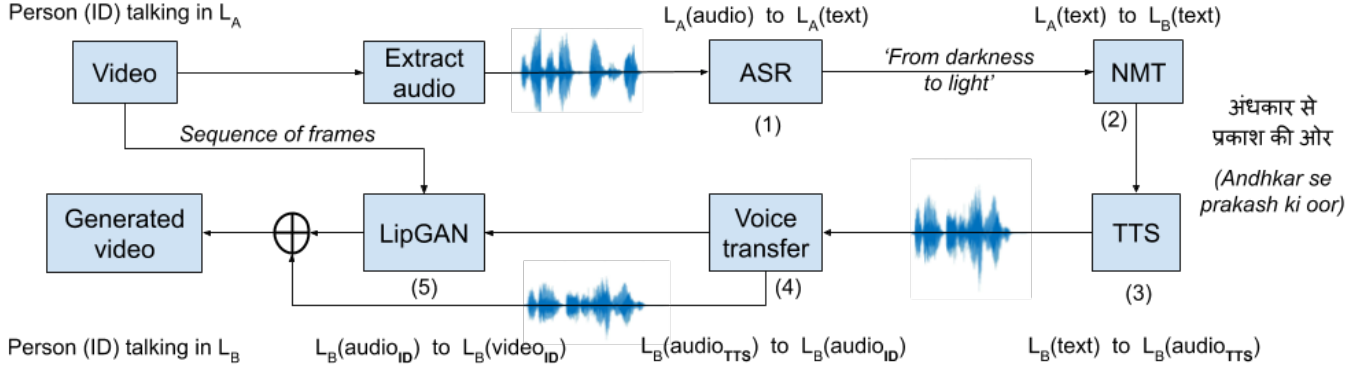 Person (ID) talking in L_A
L_A(audio) to L_A(text)
L_A(text) to L_B(text)
Video
Extract
audio
ASR
'From darkness
to light'
NMT
(1)
(2)
अंधकार से
प्रकाश की ओर
(Andhkar se
prakash ki oor)
Sequence of frames
Generated
video
LipGAN
Voice
transfer
TTS
(5)
(4)
(3)
Person (ID) talking in L_B
L_B(audio_ID) to L_B(video_ID)
L_B(audio_TTS) to L_B(audio_ID)
L_B(text) to L_B(audio_TTS)